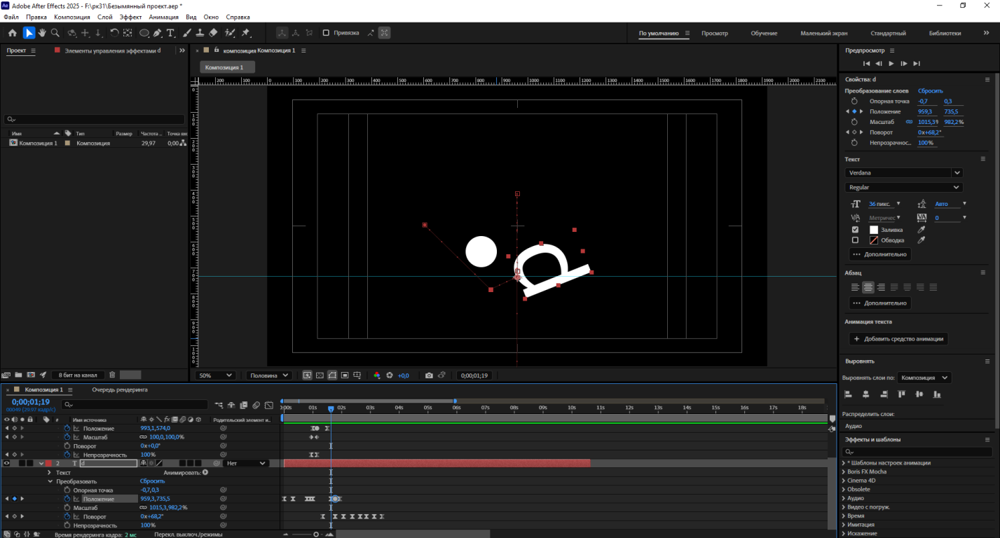 Adobe After Effects 2025 - F:\рк31\Безымянный проект.aep *
Файл Правка Композиция Слой Эффект Анимация Вид Окно Справка
Привязка
По умолчанию Просмотр Обучение Маленький экран Стандартный Библиотеки
Проект Элементы управления эффектами d
композиция Композиция 1
Композиция 1
Имя Тип Размер Частота .. Точка вх
Композиция 1 Композиция 29,97 0;00
8 бит на канал
200 100 0 100 200 300 400 500 600 700 800 900 1000 1100 1200 1300 1400 1500 1600 1700 1800 1900 2000 2100
d
50% Половина +0,0 0;00;01;19
Предпросмотр
Свойства: d
Преобразование слоев Сбросить
Опорная точка -0,7 0,3
Положение 959,3 735,5
Масштаб 1015,3% 982,2%
Поворот 0x+68,2°
Непрозрачнос... 100%
Текст
Verdana
Regular
36 пикс. Авто
Метричес 0
Заливка
Обводка
Дополнительно
Абзац
Дополнительно
Анимация текста
Добавить средство анимации
Выровнять
Выровнять слои по: Композиция
Распределить слои:
Аудио
Эффекты и шаблоны
* Шаблоны настроек анимации
Boris FX Mocha
Cinema 4D
Obsolete
Аудио
Видео с погруж.
Время
Имитация
Искажение
Композиция 1 Очередь рендеринга
0;00;01;19
00049 (29,97 кадр/с)
# Имя источника Родительский элемент и..
0:00s 01s 02s 03s 04s 05s 06s 07s 08s 09s 10s 11s 12s 13s 14s 15s 16s 17s 18s
Положение 993,1,574,0
Масштаб 100,0,100,0%
Поворот 0x+0,0°
Непрозрачность 100%
2 T d Нет
Текст Анимировать:
Преобразовать Сбросить
Опорная точка -0,7,0,3
Положение 959,3,735,5
Масштаб 1015,3,982,2%
Поворот 0x+68,2°
Непрозрачность 100%
Время рендеринга кадра: 2 мс Перекл. выключ./режимы